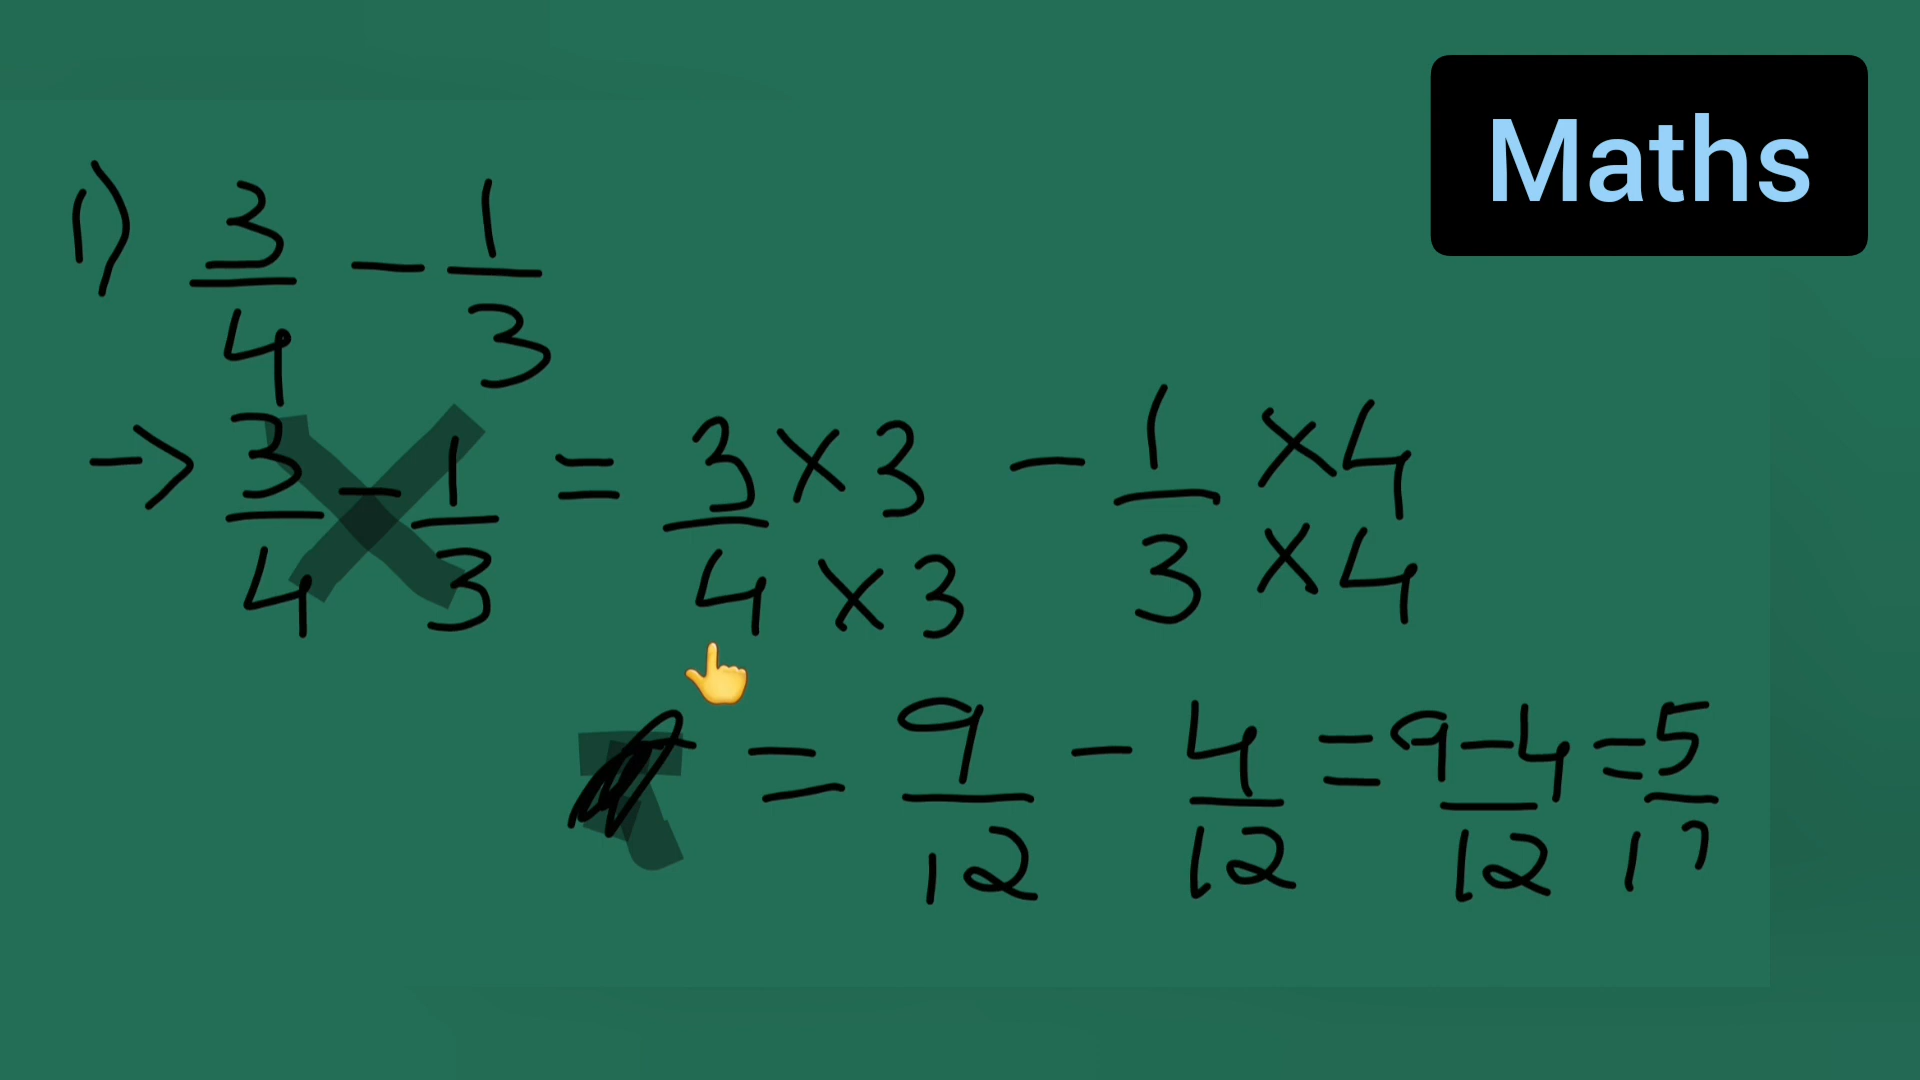 Maths
1) 3/4 - 1/3
→ 3/4 - 1/3 = 3×3/4×3 - 1×4/3×4
= 9/12 - 4/12 = 9-4/12 = 5/